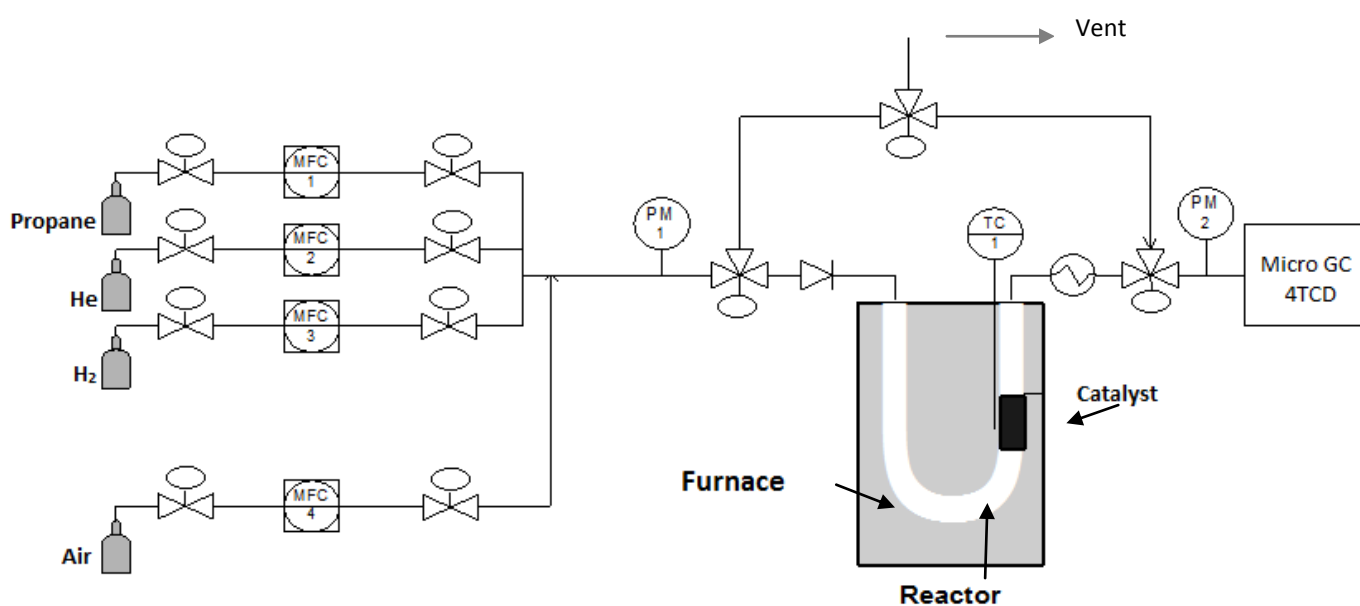 Vent
MFC
1
Propane
MFC
2
He
MFC
3
H₂
PM
1
TC
1
PM
2
Micro GC
4TCD
Catalyst
Furnace
MFC
4
Air
Reactor